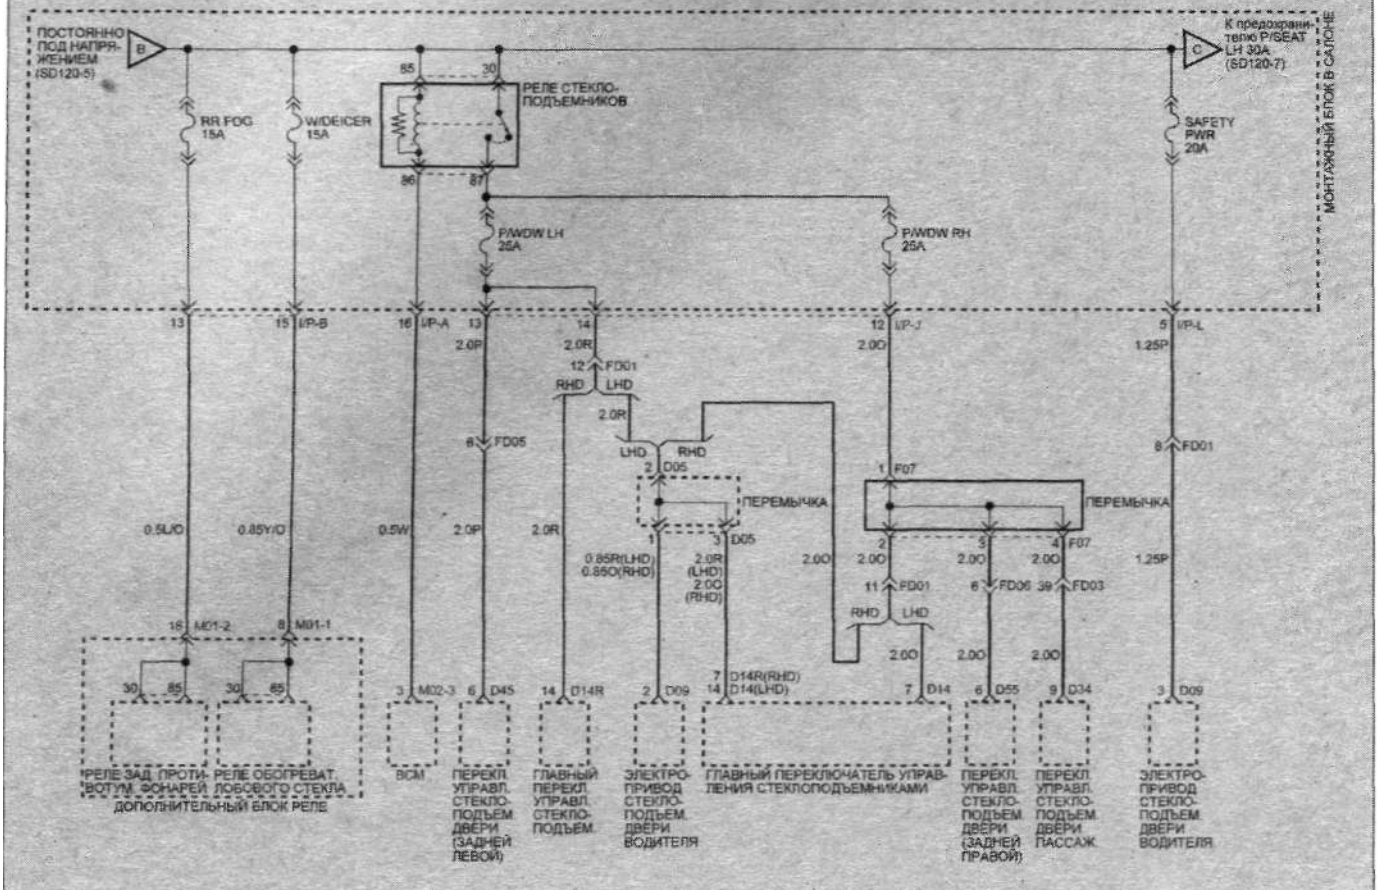 ПОСТОЯННО
ПОД НАПРЯ-
ЖЕНИЕМ
(SD120-5)
B
C
К предохрани-
телю P/SEAT
LH 30A
(SD120-7)
МОНТАЖНЫЙ БЛОК В САЛОНЕ
85
30
РЕЛЕ СТЕКЛО-
ПОДЪЕМНИКОВ
RR FOG
15A
W/DEICER
15A
SAFETY
PWR
20A
86
87
P/WDW LH
25A
P/WDW RH
25A
13
15
I/P-B
16
I/P-A
13
14
12
I/P-J
5
I/P-L
2.0P
2.0R
2.0O
1.25P
12
FD01
RHD
LHD
2.0R
6
FD05
LHD
RHD
8
FD01
2
D05
1
F07
ПЕРЕМЫЧКА
ПЕРЕМЫЧКА
0.5L/O
0.85Y/O
0.5W
2.0P
2.0R
1
3
D05
2
5
4
F07
0.85R(LHD)
0.85O(RHD)
2.0R
(LHD)
2.0O
(RHD)
2.0O
2.0O
2.0O
2.0O
1.25P
11
FD01
6
FD06
39
FD03
RHD
LHD
18
M01-2
8
M01-1
2.0O
2.0O
2.0O
30
85
30
85
3
M02-3
6
D45
14
D14R
2
D09
7
D14R(RHD)
14
D14(LHD)
7
D14
6
D55
9
D34
3
D09
РЕЛЕ ЗАД. ПРОТИ-
ВОТУМ. ФОНАРЕЙ
РЕЛЕ ОБОГРЕВАТ.
ЛОБОВОГО СТЕКЛА
ДОПОЛНИТЕЛЬНЫЙ БЛОК РЕЛЕ
BCM
ПЕРЕКЛ.
УПРАВЛ.
СТЕКЛО-
ПОДЪЕМ.
ДВЕРИ
(ЗАДНЕЙ
ЛЕВОЙ)
ГЛАВНЫЙ
ПЕРЕКЛ.
УПРАВЛ.
СТЕКЛО-
ПОДЪЕМ.
ЭЛЕКТРО-
ПРИВОД
СТЕКЛО-
ПОДЪЕМ.
ДВЕРИ
ВОДИТЕЛЯ
ГЛАВНЫЙ ПЕРЕКЛЮЧАТЕЛЬ УПРАВ-
ЛЕНИЯ СТЕКЛОПОДЪЕМНИКАМИ
ПЕРЕКЛ.
УПРАВЛ.
СТЕКЛО-
ПОДЪЕМ.
ДВЕРИ
(ЗАДНЕЙ
ПРАВОЙ)
ПЕРЕКЛ.
УПРАВЛ.
СТЕКЛО-
ПОДЪЕМ.
ДВЕРИ
ПАССАЖ.
ЭЛЕКТРО-
ПРИВОД
СТЕКЛО-
ПОДЪЕМ.
ДВЕРИ
ВОДИТЕЛЯ